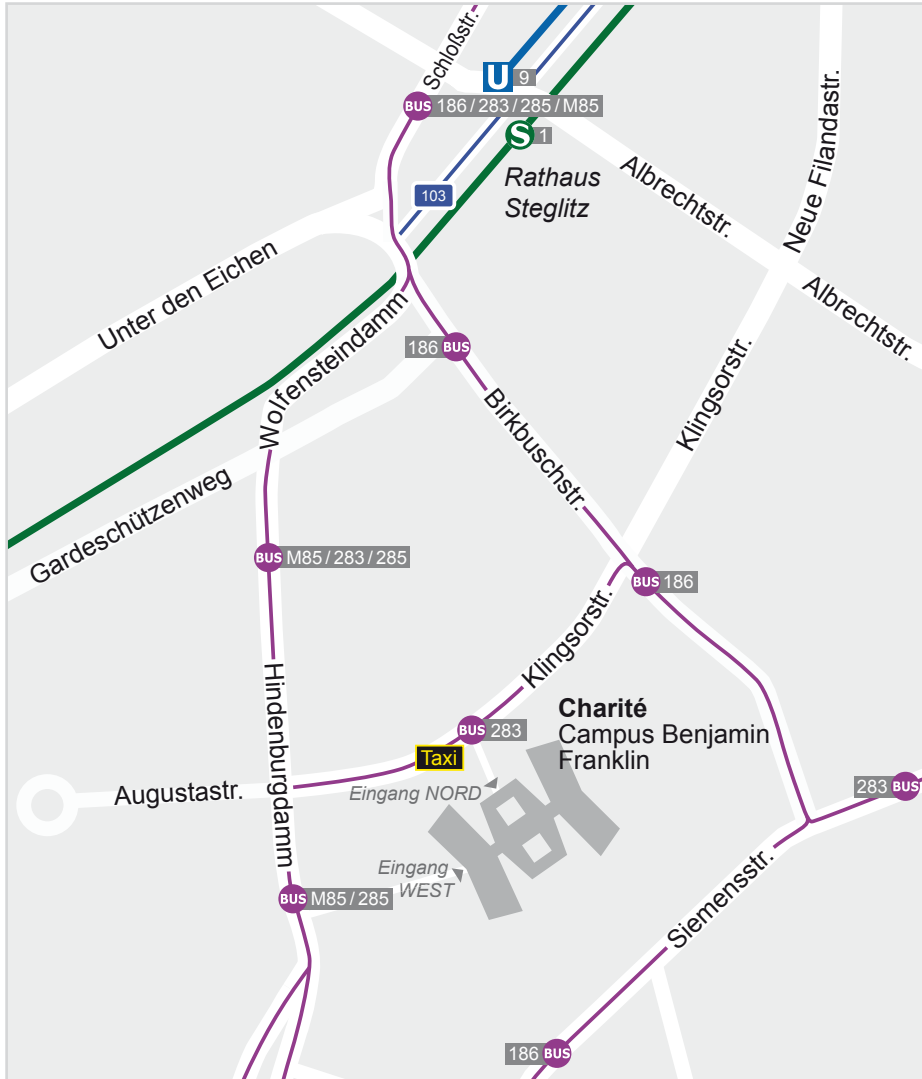 Schloßstr.
U 9
BUS 186 / 283 / 285 / M85
S 1
Rathaus
Steglitz
103
Albrechtstr.
Neue Filandastr.
Unter den Eichen
Albrechtstr.
Wolfensteindamm
186 BUS
Klingsorstr.
Birkbuschstr.
Gardeschützenweg
BUS M85 / 283 / 285
BUS 186
Klingsorstr.
Hindenburgdamm
Charité
Campus Benjamin
Franklin
BUS 283
Taxi
Augustastr.
Eingang NORD
283 BUS
Eingang
WEST
BUS M85 / 285
Siemensstr.
186 BUS